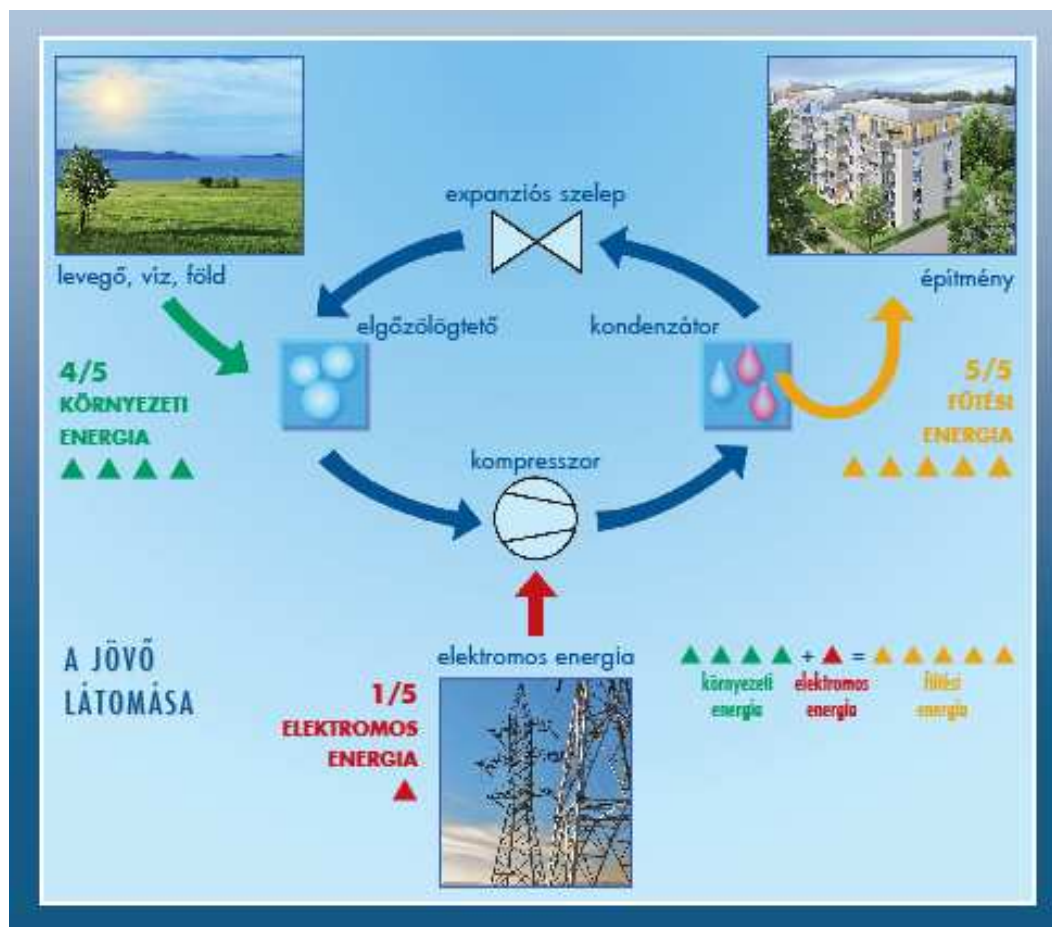 expanziós szelep
levegő, víz, föld
építmény
elgőzölögtető
kondenzátor
4/5
KÖRNYEZETI
ENERGIA
5/5
FŰTÉSI
ENERGIA
kompresszor
A JÖVŐ
LÁTOMÁSA
elektromos energia
1/5
ELEKTROMOS
ENERGIA
+ =
környezeti elektromos fűtési
energia energia energia